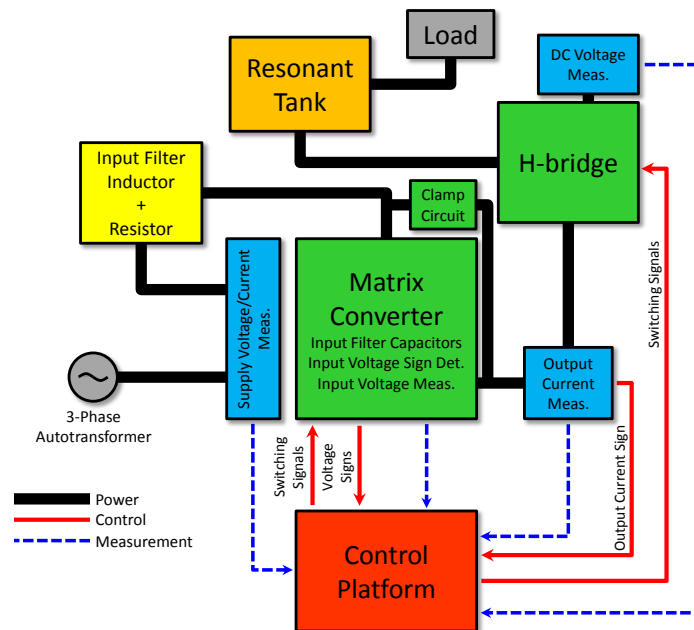 Load
DC Voltage
Meas.
Resonant
Tank
H-bridge
Input Filter
Inductor
+
Resistor
Clamp
Circuit
Supply Voltage/Current
Meas.
Matrix
Converter
Input Filter Capacitors
Input Voltage Sign Det.
Input Voltage Meas.
Switching Signals
Output
Current
Meas.
3-Phase
Autotransformer
Switching
Signals
Voltage
Signs
Output Current Sign
Power
Control
Measurement
Control
Platform